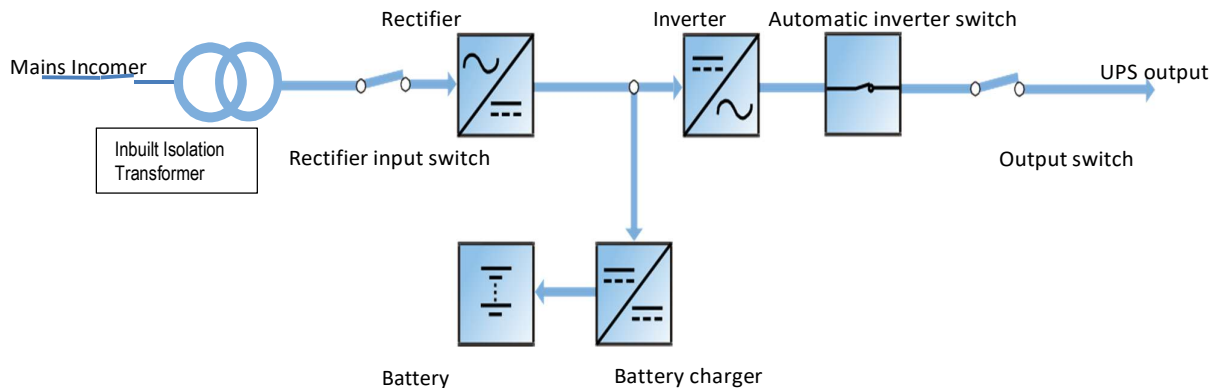 Rectifier
Inverter
Automatic inverter switch
Mains Incomer
UPS output
Inbuilt Isolation
Transformer
Rectifier input switch
Output switch
Battery
Battery charger